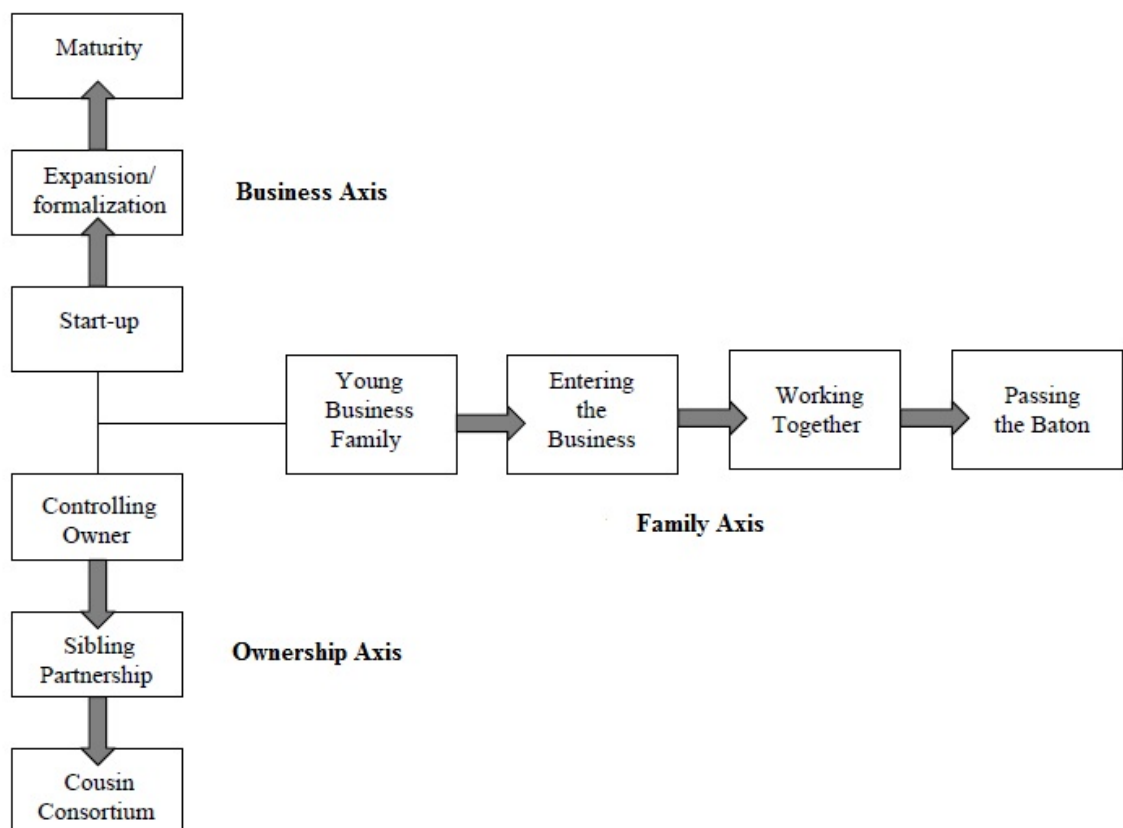 Maturity
Expansion/
formalization
Business Axis
Start-up
Young
Business
Family
Entering
the
Business
Working
Together
Passing
the Baton
Controlling
Owner
Family Axis
Sibling
Partnership
Ownership Axis
Cousin
Consortium